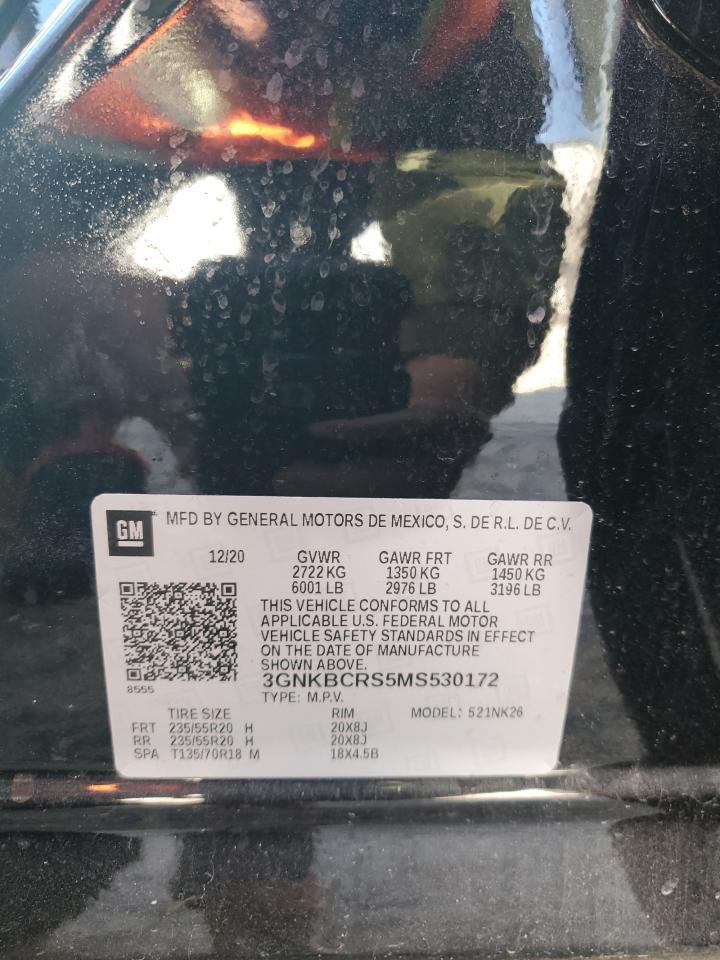 GM
MFD BY GENERAL MOTORS DE MEXICO, S. DE R.L. DE C.V.
12/20 GVWR GAWR FRT GAWR RR
2722 KG 1350 KG 1450 KG
6001 LB 2976 LB 3196 LB
THIS VEHICLE CONFORMS TO ALL
APPLICABLE U.S. FEDERAL MOTOR
VEHICLE SAFETY STANDARDS IN EFFECT
ON THE DATE OF MANUFACTURE
SHOWN ABOVE.
8555
3GNKBCRS5MS530172
TYPE: M.P.V.
TIRE SIZE RIM MODEL: 521NK26
FRT 235/55R20 H 20X8J
RR 235/55R20 H 20X8J
SPA T135/70R18 M 18X4.5B